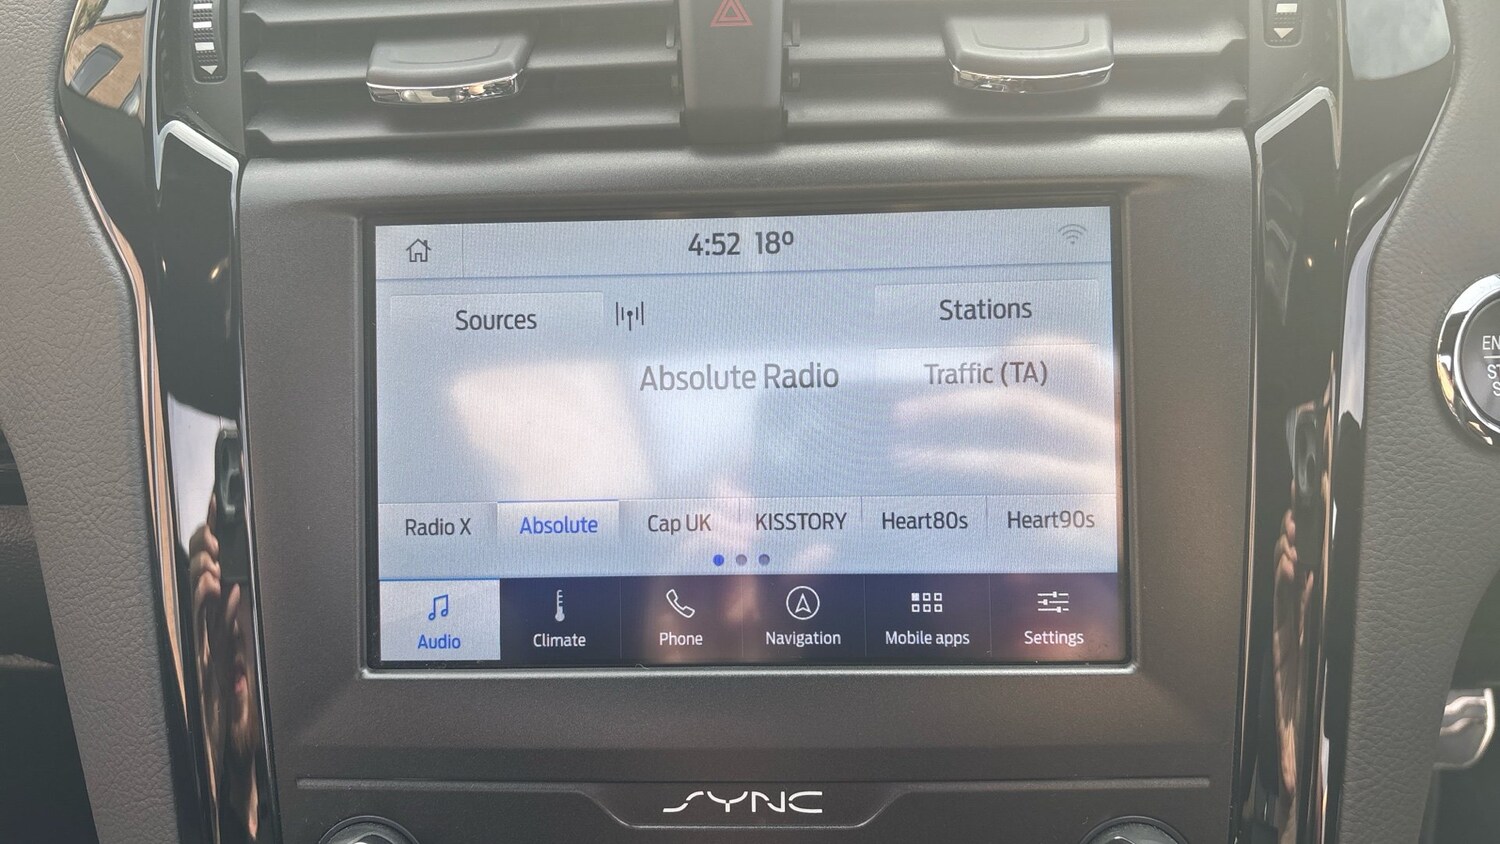 4:52 18º
Sources
Stations
Absolute Radio
Traffic (TA)
Radio X
Absolute
Cap UK
KISSTORY
Heart80s
Heart90s
Audio
Climate
Phone
Navigation
Mobile apps
Settings
SYNC